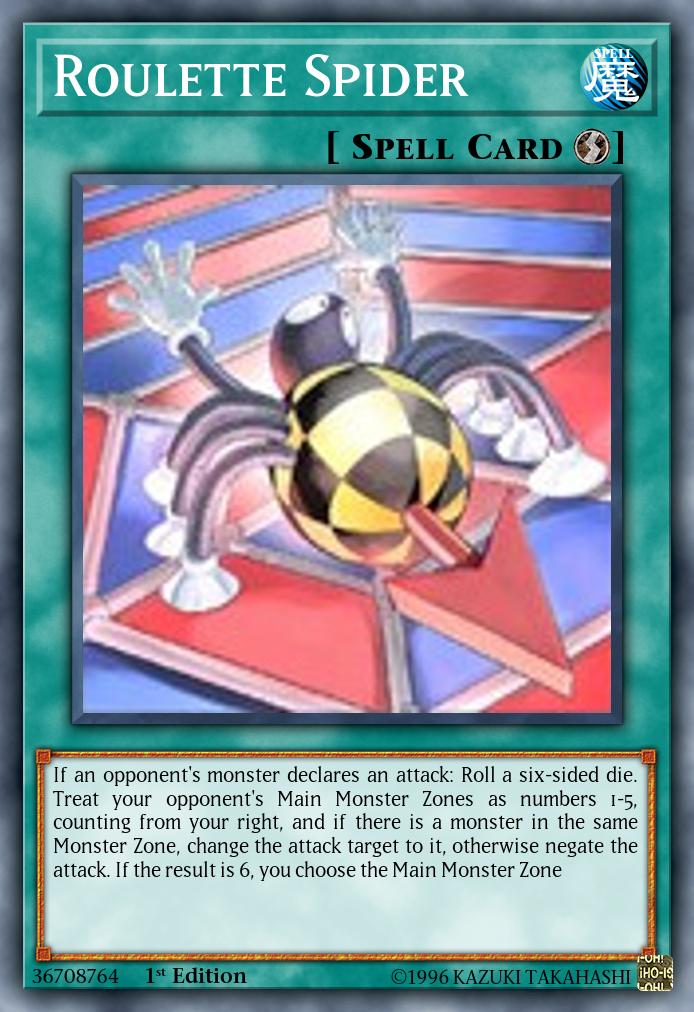 ROULETTE SPIDER
SPELL
魔
[ SPELL CARD ]
If an opponent's monster declares an attack: Roll a six-sided die.
Treat your opponent's Main Monster Zones as numbers 1-5,
counting from your right, and if there is a monster in the same
Monster Zone, change the attack target to it, otherwise negate the
attack. If the result is 6, you choose the Main Monster Zone
36708764 1st Edition ©1996 KAZUKI TAKAHASHI